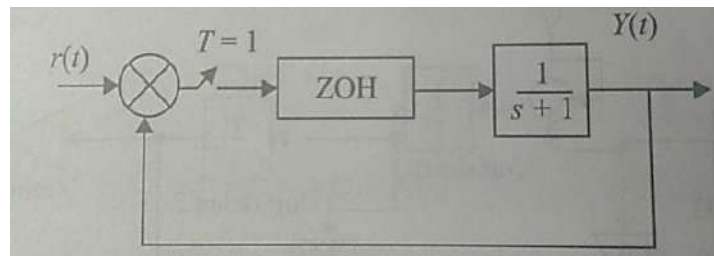 Y(t)
T = 1
r(t)
ZOH
1
s + 1